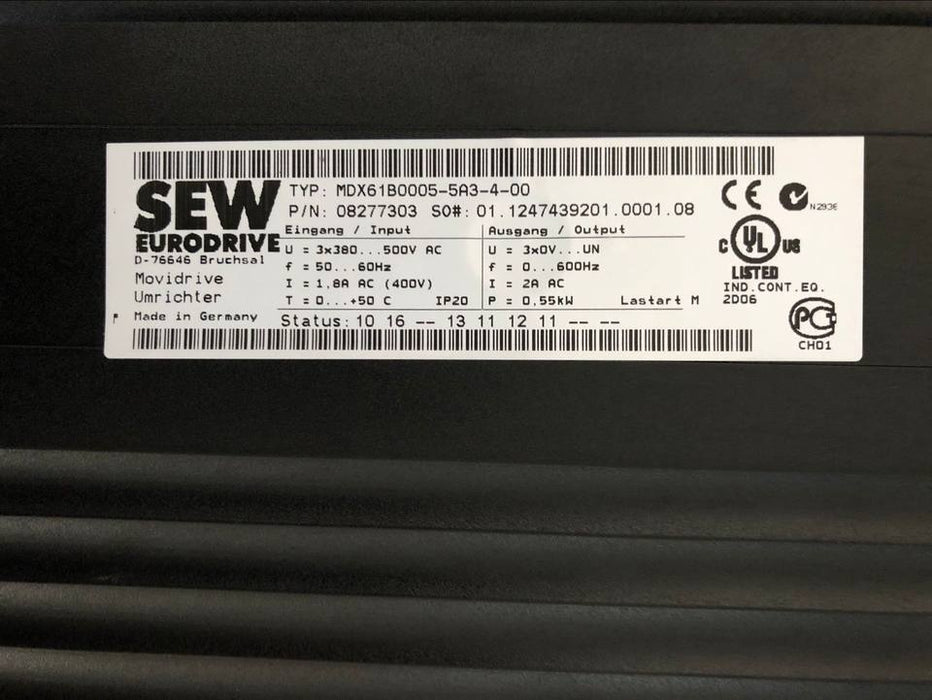 SEW
EURODRIVE
D-76646 Bruchsal
Movidrive
Umrichter
Made in Germany
TYP: MDX61B0005-5A3-4-00
P/N: 08277303 SO#: 01.1247439201.0001.08
Eingang / Input
U = 3x380...500V AC
f = 50...60Hz
I = 1,8A AC (400V)
T = 0...+50 C IP20
Ausgang / Output
U = 3x0V...UN
f = 0...600Hz
I = 2A AC
P = 0,55kW Lastart M
Status: 10 16 -- 13 11 12 11 -- --
CE
N2936
C UL US
LISTED
IND.CONT.EQ.
2D06
PCT
CH01